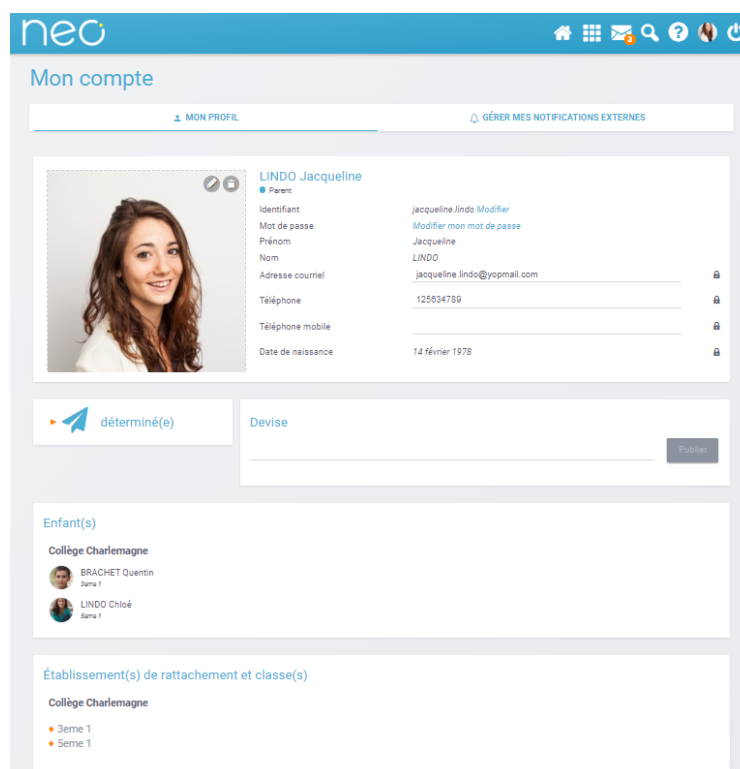 neo
3
Mon compte
MON PROFIL
GÉRER MES NOTIFICATIONS EXTERNES
LINDO Jacqueline
Parent
Identifiant jacqueline.lindo Modifier
Mot de passe Modifier mon mot de passe
Prénom Jacqueline
Nom LINDO
Adresse courriel jacqueline.lindo@yopmail.com
Téléphone 125634789
Téléphone mobile
Date de naissance 14 février 1978
déterminé(e)
Devise
Publier
Enfant(s)
Collège Charlemagne
BRACHET Quentin
LINDO Chloé
5eme 1
Établissement(s) de rattachement et classe(s)
Collège Charlemagne
3eme 1
5eme 1